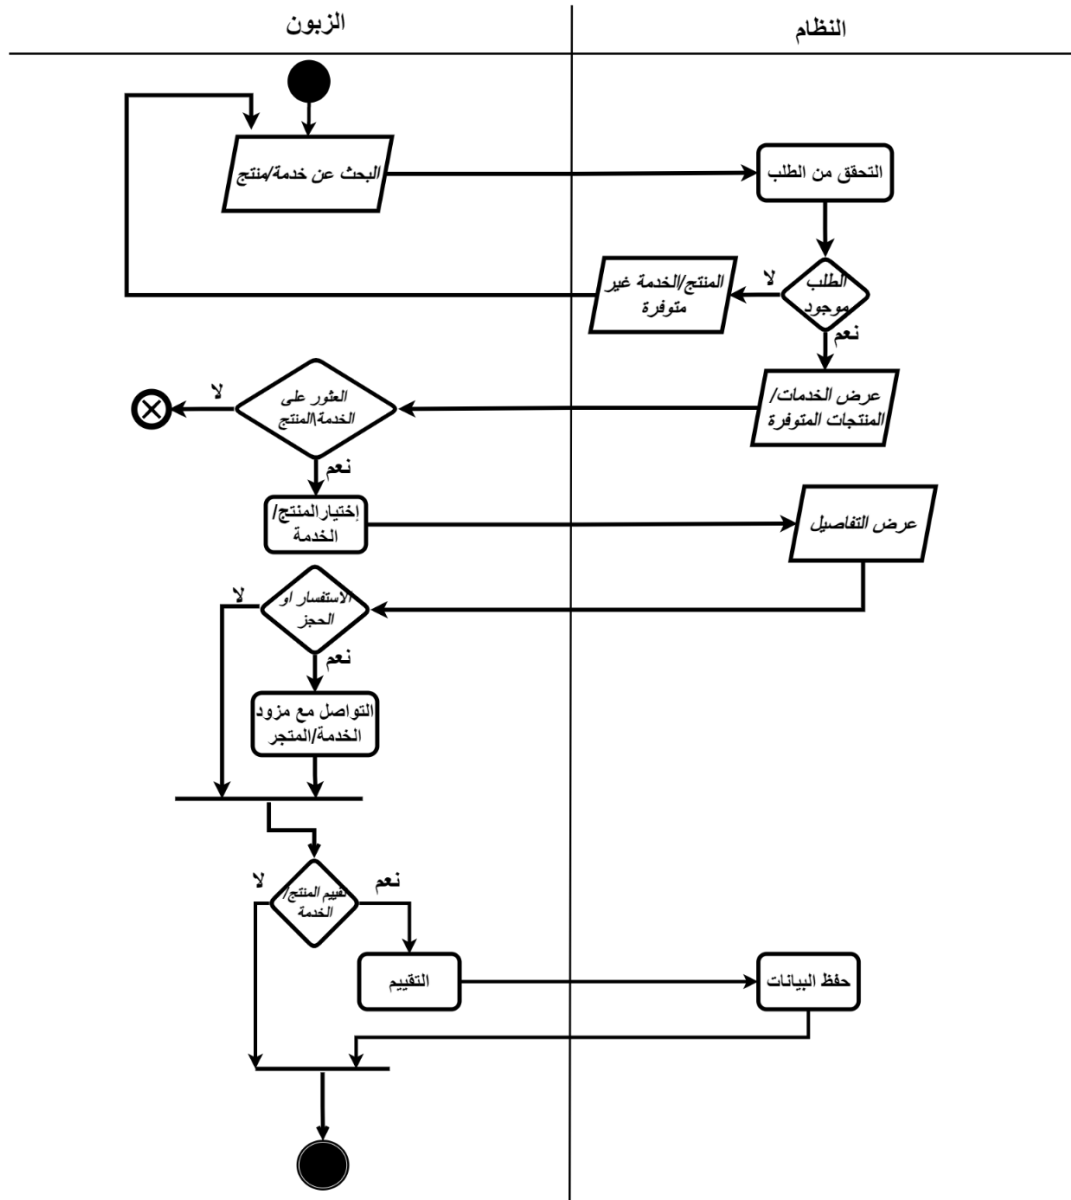 الزبون
النظام
البحث عن خدمة/منتج
التحقق من الطلب
الطلب
موجود
لا
المنتج/الخدمة غير
متوفرة
نعم
عرض الخدمات/
المنتجات المتوفرة
العثور على
الخدمة\المنتج
لا
نعم
إختيار المنتج/
الخدمة
عرض التفاصيل
الاستفسار او
الحجز
لا
نعم
التواصل مع مزود
الخدمة/المتجر
تقييم المنتج/
الخدمة
لا
نعم
التقييم
حفظ البيانات